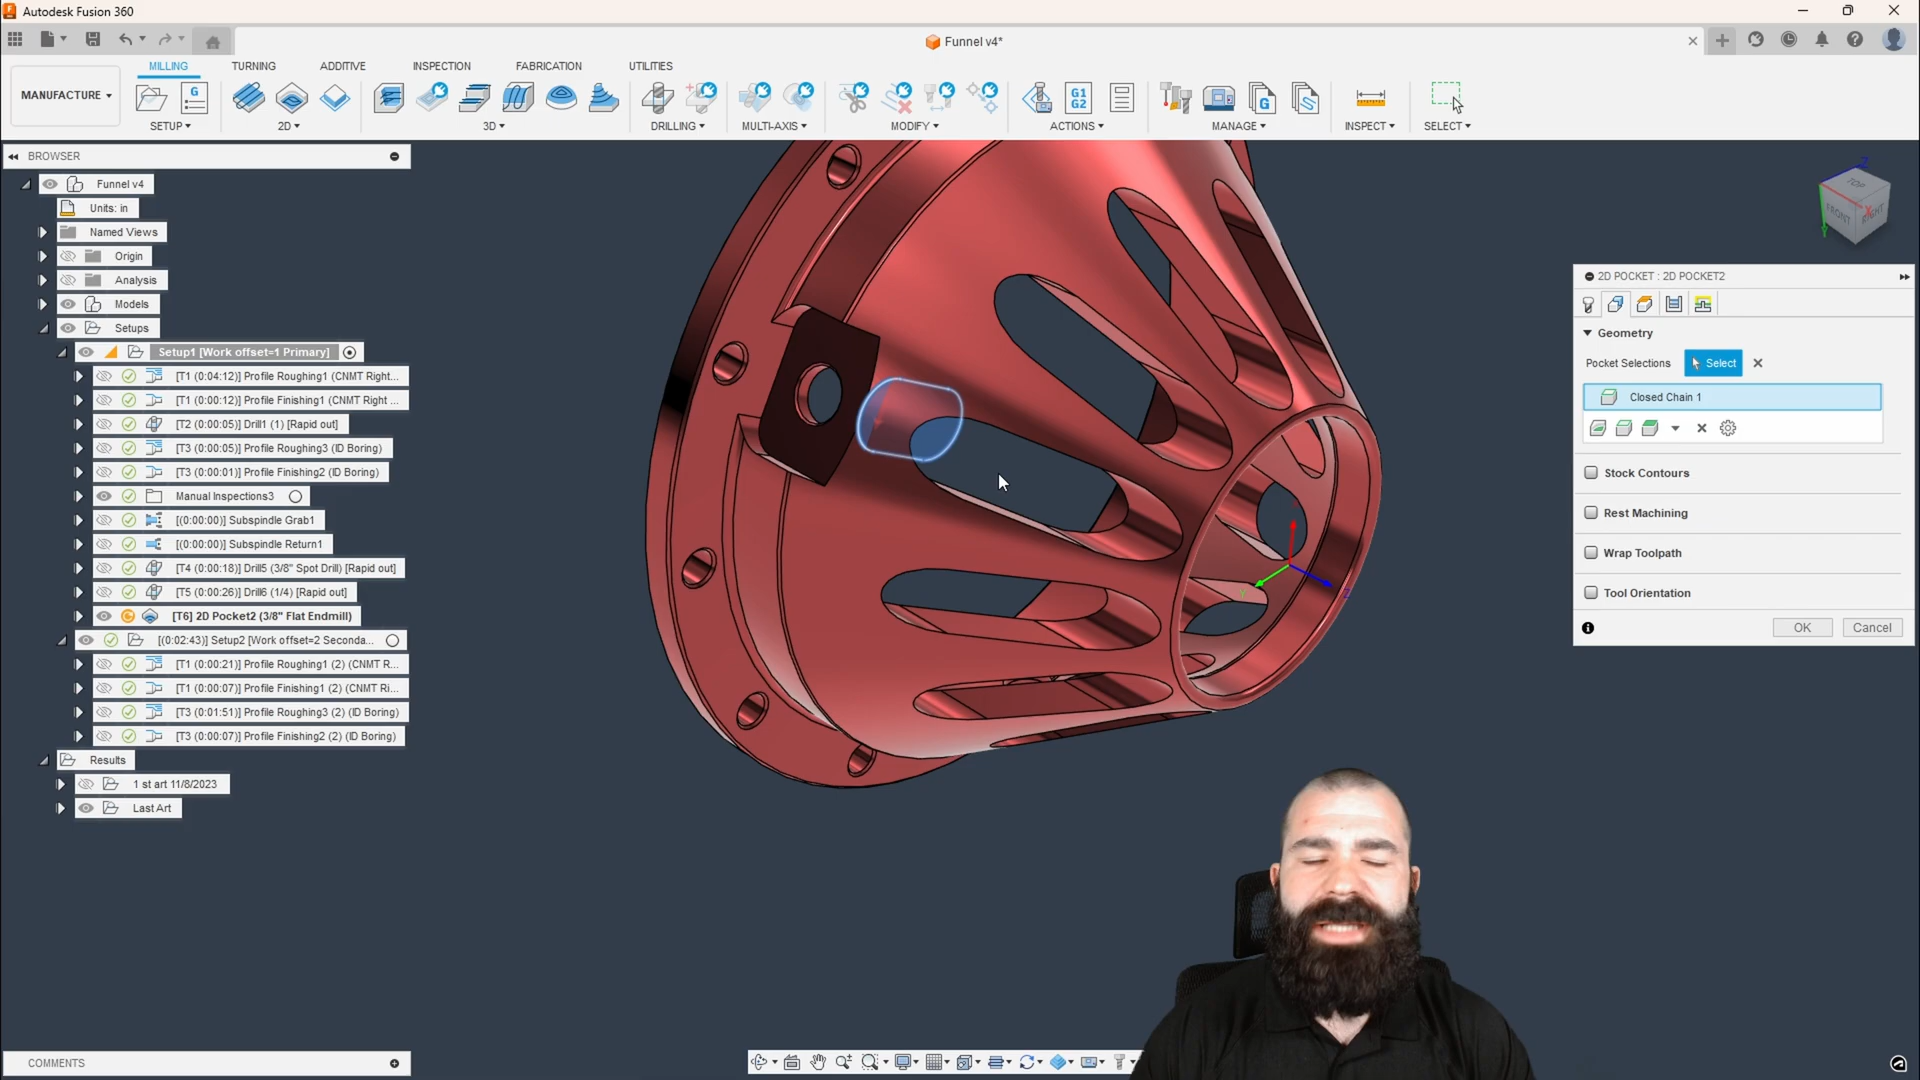 Autodesk Fusion 360
Funnel v4*
MILLING
TURNING
ADDITIVE
INSPECTION
FABRICATION
UTILITIES
MANUFACTURE
G
G1
G2
G
S
SETUP
2D
3D
DRILLING
MULTI-AXIS
MODIFY
ACTIONS
MANAGE
INSPECT
SELECT
BROWSER
Funnel v4
Units: in
Named Views
Origin
Analysis
Models
Setups
Setup1 [Work offset=1 Primary]
[T1 (0:04:12)] Profile Roughing1 (CNMT Right...
[T1 (0:00:12)] Profile Finishing1 (CNMT Right ...
[T2 (0:00:05)] Drill1 (1) [Rapid out]
[T3 (0:00:05)] Profile Roughing3 (ID Boring)
[T3 (0:00:01)] Profile Finishing2 (ID Boring)
Manual Inspections3
[(0:00:00)] Subspindle Grab1
[(0:00:00)] Subspindle Return1
[T4 (0:00:18)] Drill5 (3/8" Spot Drill) [Rapid out]
[T5 (0:00:26)] Drill6 (1/4) [Rapid out]
[T6] 2D Pocket2 (3/8" Flat Endmill)
[(0:02:43)] Setup2 [Work offset=2 Seconda...
[T1 (0:00:21)] Profile Roughing1 (2) (CNMT R...
[T1 (0:00:07)] Profile Finishing1 (2) (CNMT Ri...
[T3 (0:01:51)] Profile Roughing3 (2) (ID Boring)
[T3 (0:00:07)] Profile Finishing2 (2) (ID Boring)
Results
1 st art 11/8/2023
Last Art
COMMENTS
Z
TOP
FRONT
RIGHT
X
Y
2D POCKET : 2D POCKET2
Geometry
Pocket Selections
Select
Closed Chain 1
Stock Contours
Rest Machining
Wrap Toolpath
Tool Orientation
OK
Cancel